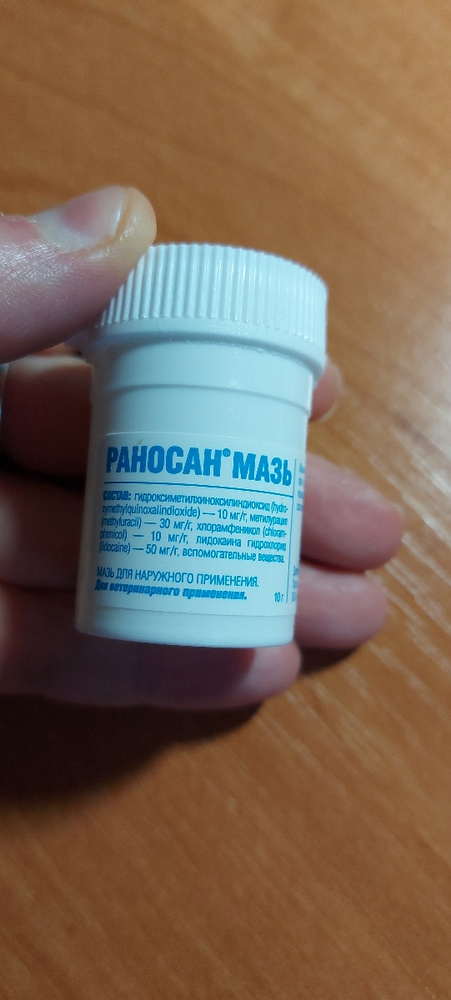 РАНОСАН® МАЗЬ
СОСТАВ: гидроксиметилхиноксилиндиоксид (hydro-
xymethylquinoxalindioxide) — 10 мг/г, метилурацил
(methyluracil) — 30 мг/г, хлорамфеникол (chloram-
phenicol) — 10 мг/г, лидокаина гидрохлорид
(lidocaine) — 50 мг/г, вспомогательные вещества.
МАЗЬ ДЛЯ НАРУЖНОГО ПРИМЕНЕНИЯ.
Для ветеринарного применения.
10 г